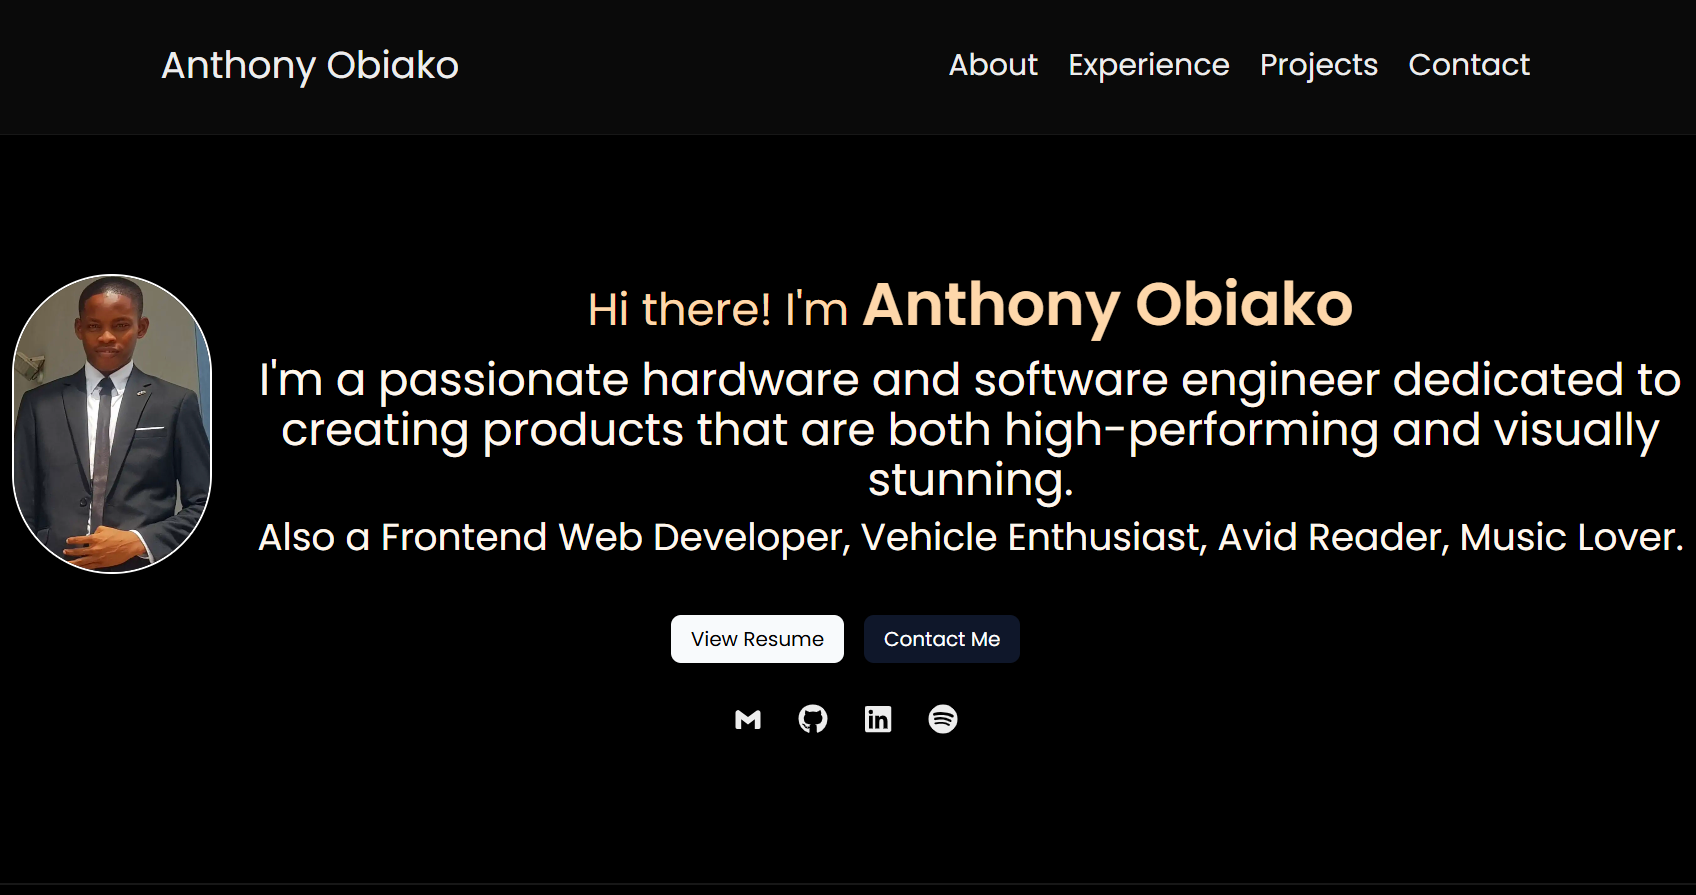 Anthony Obiako
About Experience Projects Contact
Hi there! I'm Anthony Obiako
I'm a passionate hardware and software engineer dedicated to
creating products that are both high-performing and visually
stunning.
Also a Frontend Web Developer, Vehicle Enthusiast, Avid Reader, Music Lover.
View Resume
Contact Me
in